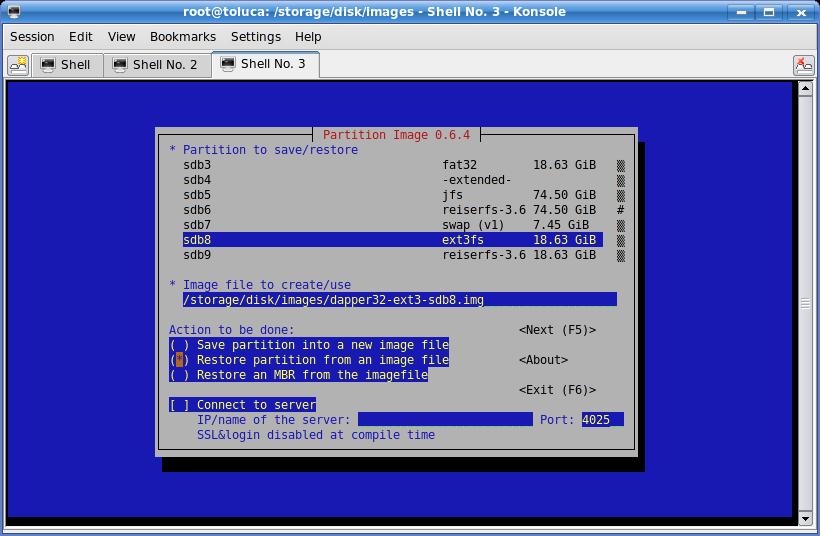 root@toluca: /storage/disk/images - Shell No. 3 - Konsole
Session Edit View Bookmarks Settings Help
Shell Shell No. 2 Shell No. 3
Partition Image 0.6.4
* Partition to save/restore
sdb3 fat32 18.63 GiB
sdb4 -extended-
sdb5 jfs 74.50 GiB
sdb6 reiserfs-3.6 74.50 GiB #
sdb7 swap (v1) 7.45 GiB
sdb8 ext3fs 18.63 GiB
sdb9 reiserfs-3.6 18.63 GiB
* Image file to create/use
/storage/disk/images/dapper32-ext3-sdb8.img
Action to be done: <Next (F5)>
( ) Save partition into a new image file
(*) Restore partition from an image file <About>
( ) Restore an MBR from the imagefile
<Exit (F6)>
[ ] Connect to server
IP/name of the server: Port: 4025
SSL&login disabled at compile time